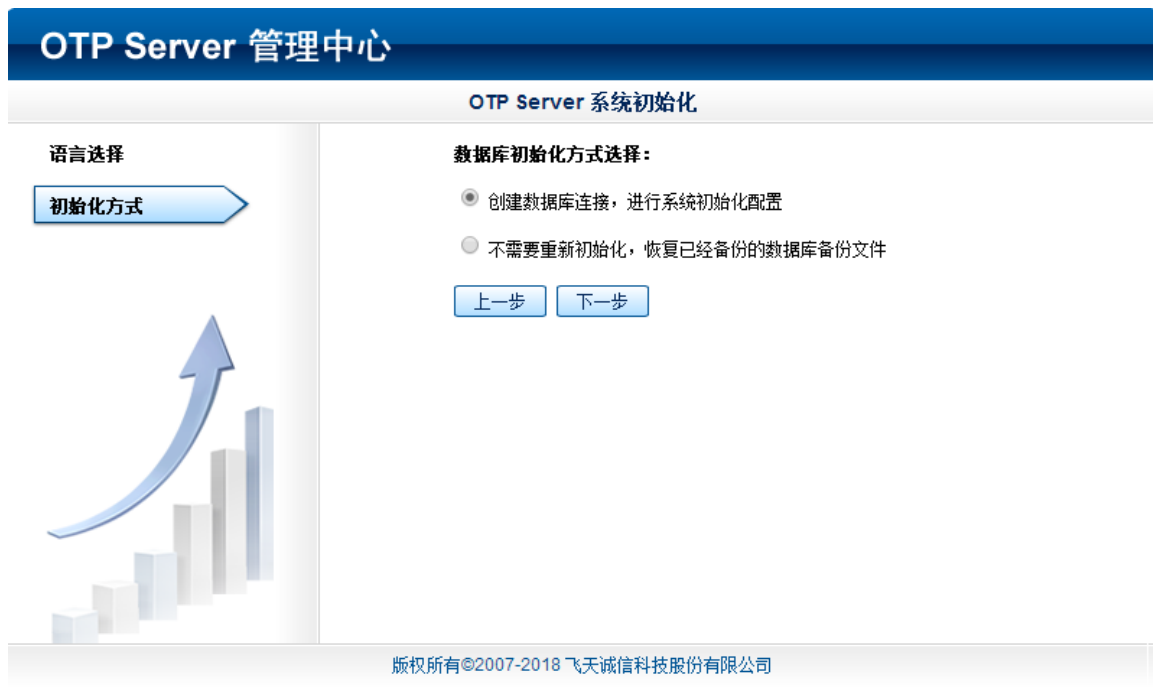 OTP Server 管理中心
OTP Server 系统初始化
语言选择
初始化方式
数据库初始化方式选择：
创建数据库连接，进行系统初始化配置
不需要重新初始化，恢复已经备份的数据库备份文件
上一步 下一步
版权所有©2007-2018 飞天诚信科技股份有限公司